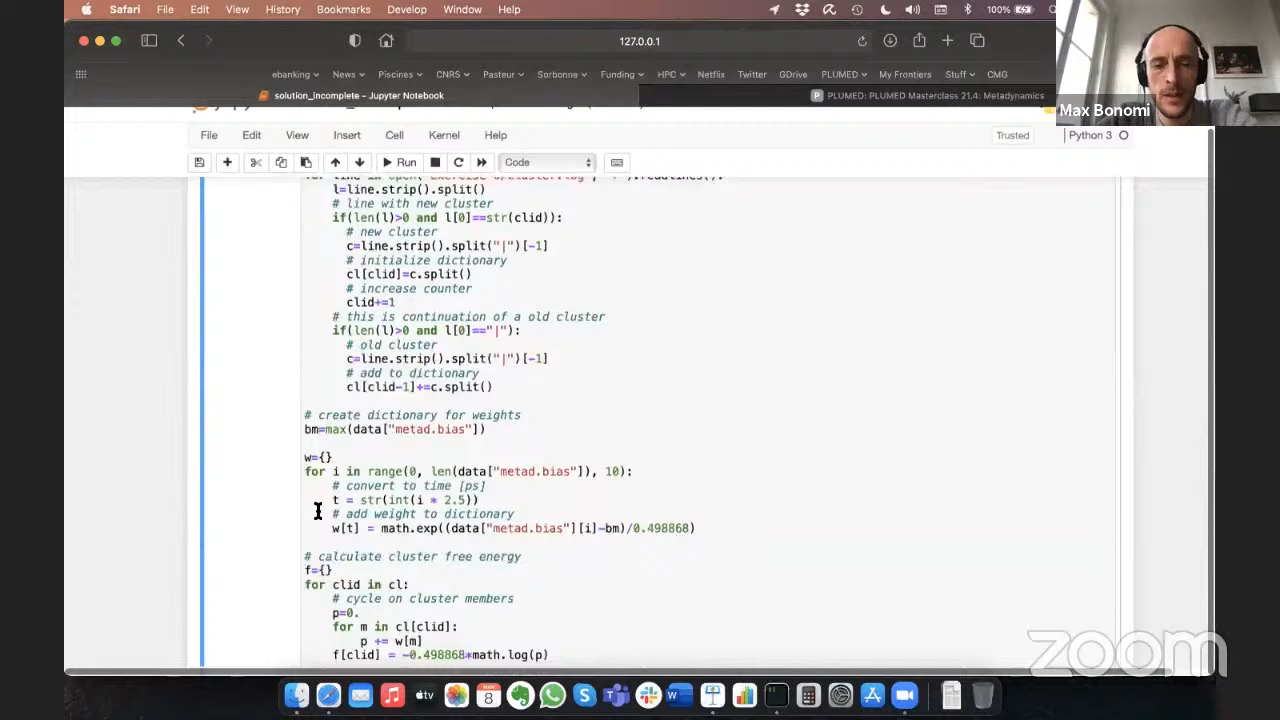 Safari File Edit View History Bookmarks Develop Window Help 100%
127.0.0.1
ebanking News Piscines CNRS Pasteur Sorbonne Funding HPC Netflix Twitter GDrive PLUMED My Frontiers Stuff CMG
solution_incomplete - Jupyter Notebook
P PLUMED: PLUMED Masterclass 21.4: Metadynamics
Max Bonomi
File Edit View Insert Cell Kernel Help Trusted Python 3
Run Code
l=line.strip().split()
# line with new cluster
if(len(l)>0 and l[0]==str(clid)):
# new cluster
c=line.strip().split("|")[-1]
# initialize dictionary
cl[clid]=c.split()
# increase counter
clid+=1
# this is continuation of a old cluster
if(len(l)>0 and l[0]=="|"):
# old cluster
c=line.strip().split("|")[-1]
# add to dictionary
cl[clid-1]+=c.split()
# create dictionary for weights
bm=max(data["metad.bias"])
w={}
for i in range(0, len(data["metad.bias"]), 10):
# convert to time [ps]
t = str(int(i * 2.5))
# add weight to dictionary
w[t] = math.exp((data["metad.bias"][i]-bm)/0.498868)
# calculate cluster free energy
f={}
for clid in cl:
# cycle on cluster members
p=0.
for m in cl[clid]:
p += w[m]
f[clid] = -0.498868*math.log(p)
zoom
tv
MAR
8